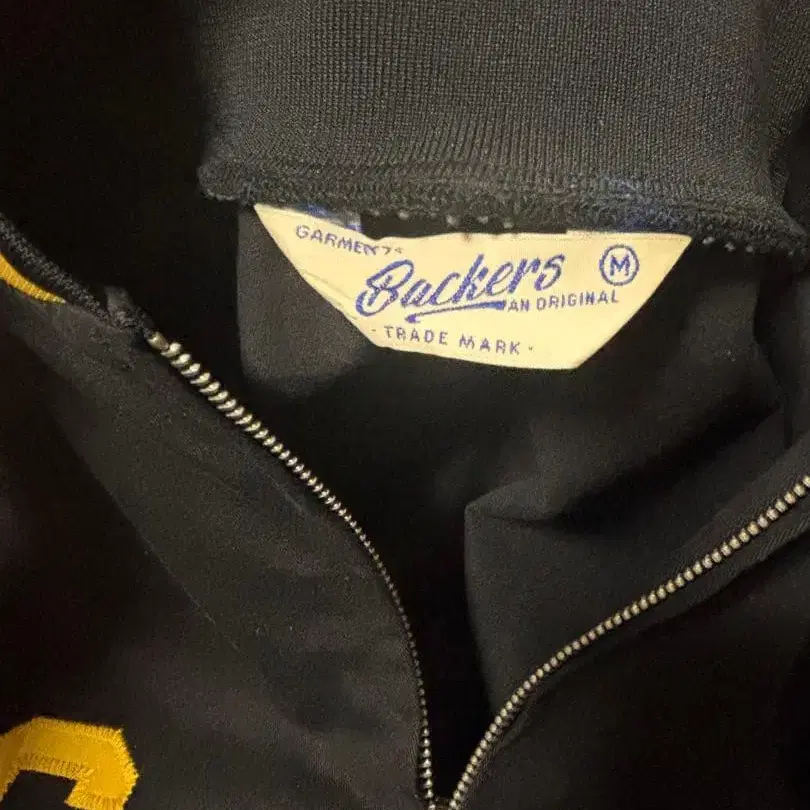 GARMENTS
Backers
M
AN ORIGINAL
· TRADE MARK ·